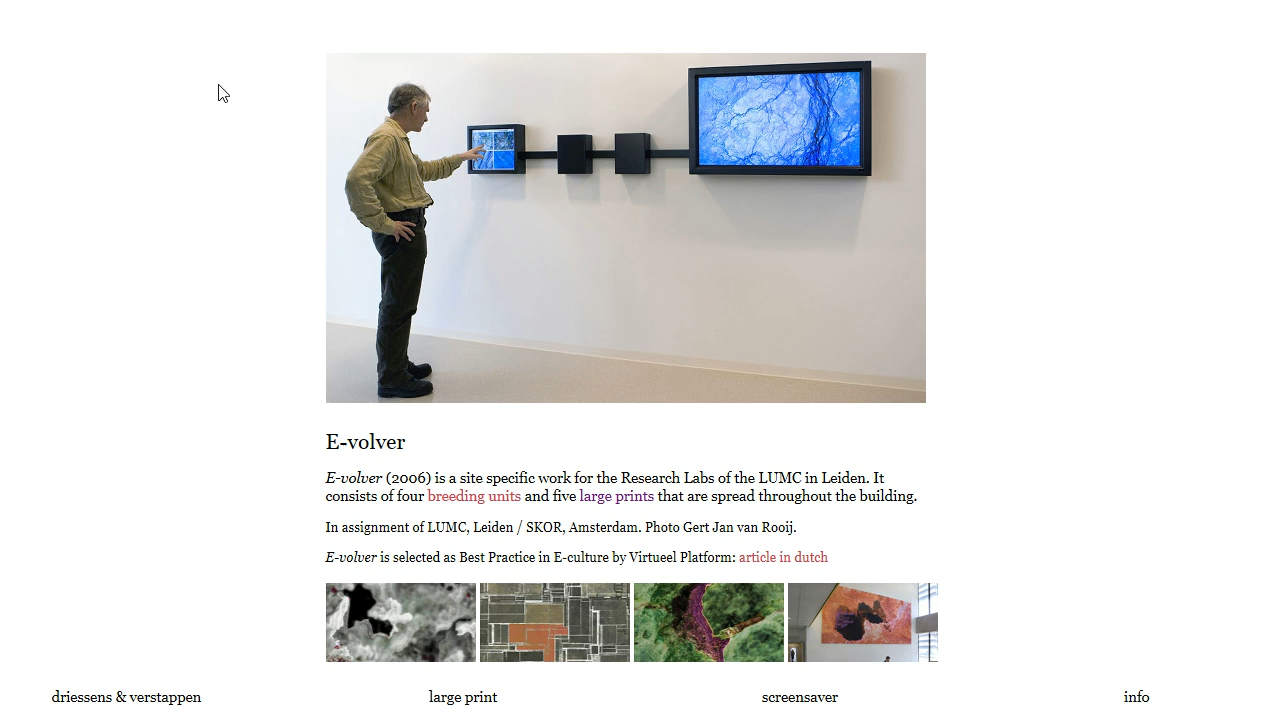 E-volver
E-volver (2006) is a site specific work for the Research Labs of the LUMC in Leiden. It
consists of four breeding units and five large prints that are spread throughout the building.
In assignment of LUMC, Leiden / SKOR, Amsterdam. Photo Gert Jan van Rooij.
E-volver is selected as Best Practice in E-culture by Virtueel Platform: article in dutch
driessens & verstappen large print screensaver info